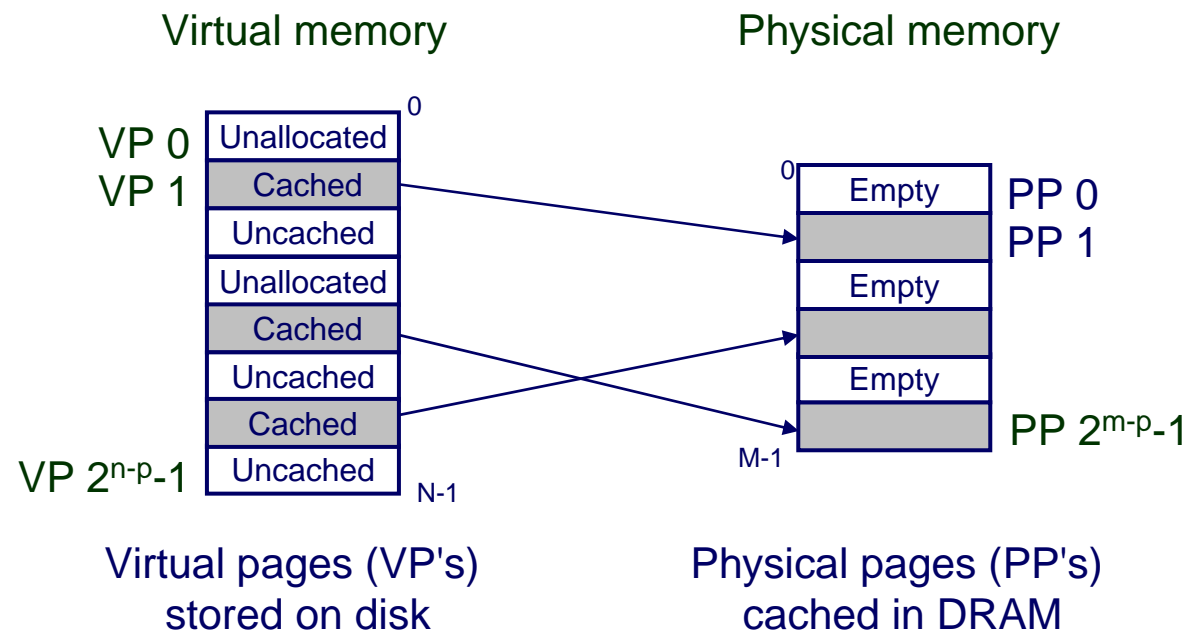 Virtual memory
Physical memory
0
VP 0 Unallocated
VP 1 Cached
Uncached
Unallocated
Cached
Uncached
Cached
VP 2^{n-p}-1 Uncached
N-1
0
Empty PP 0
PP 1
Empty
Empty
PP 2^{m-p}-1
M-1
Virtual pages (VP's)
stored on disk
Physical pages (PP's)
cached in DRAM